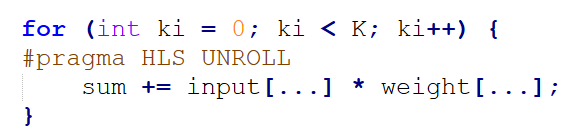 for (int ki = 0; ki < K; ki++) {
#pragma HLS UNROLL
    sum += input[...] * weight[...];
}